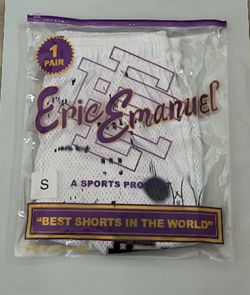 1
PAIR
Eric Emanuel
A SPORTS PRO
S
"BEST SHORTS IN THE WORLD"